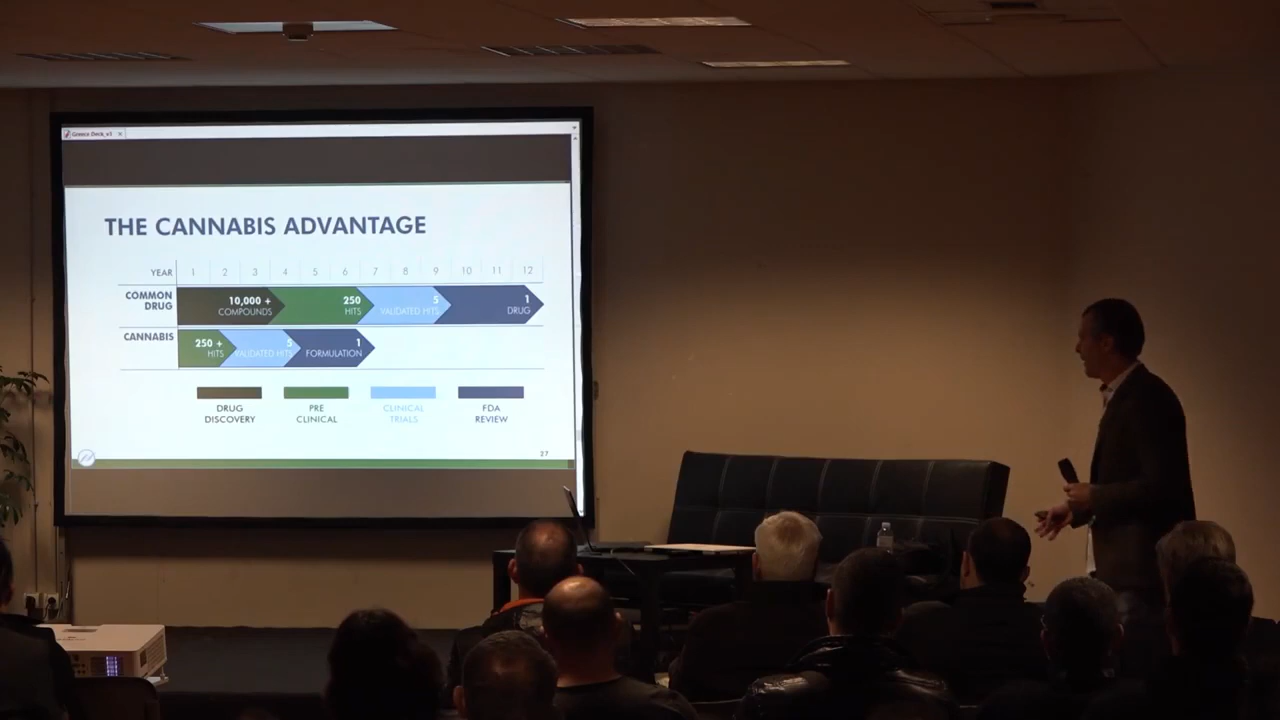 Greece Deck_v3
THE CANNABIS ADVANTAGE
YEAR 1 2 3 4 5 6 7 8 9 10 11 12
COMMON DRUG
10,000 + COMPOUNDS
250 HITS
5 VALIDATED HITS
1 DRUG
CANNABIS
250 + HITS
5 VALIDATED HITS
1 FORMULATION
DRUG DISCOVERY
PRE CLINICAL
CLINICAL TRIALS
FDA REVIEW
27